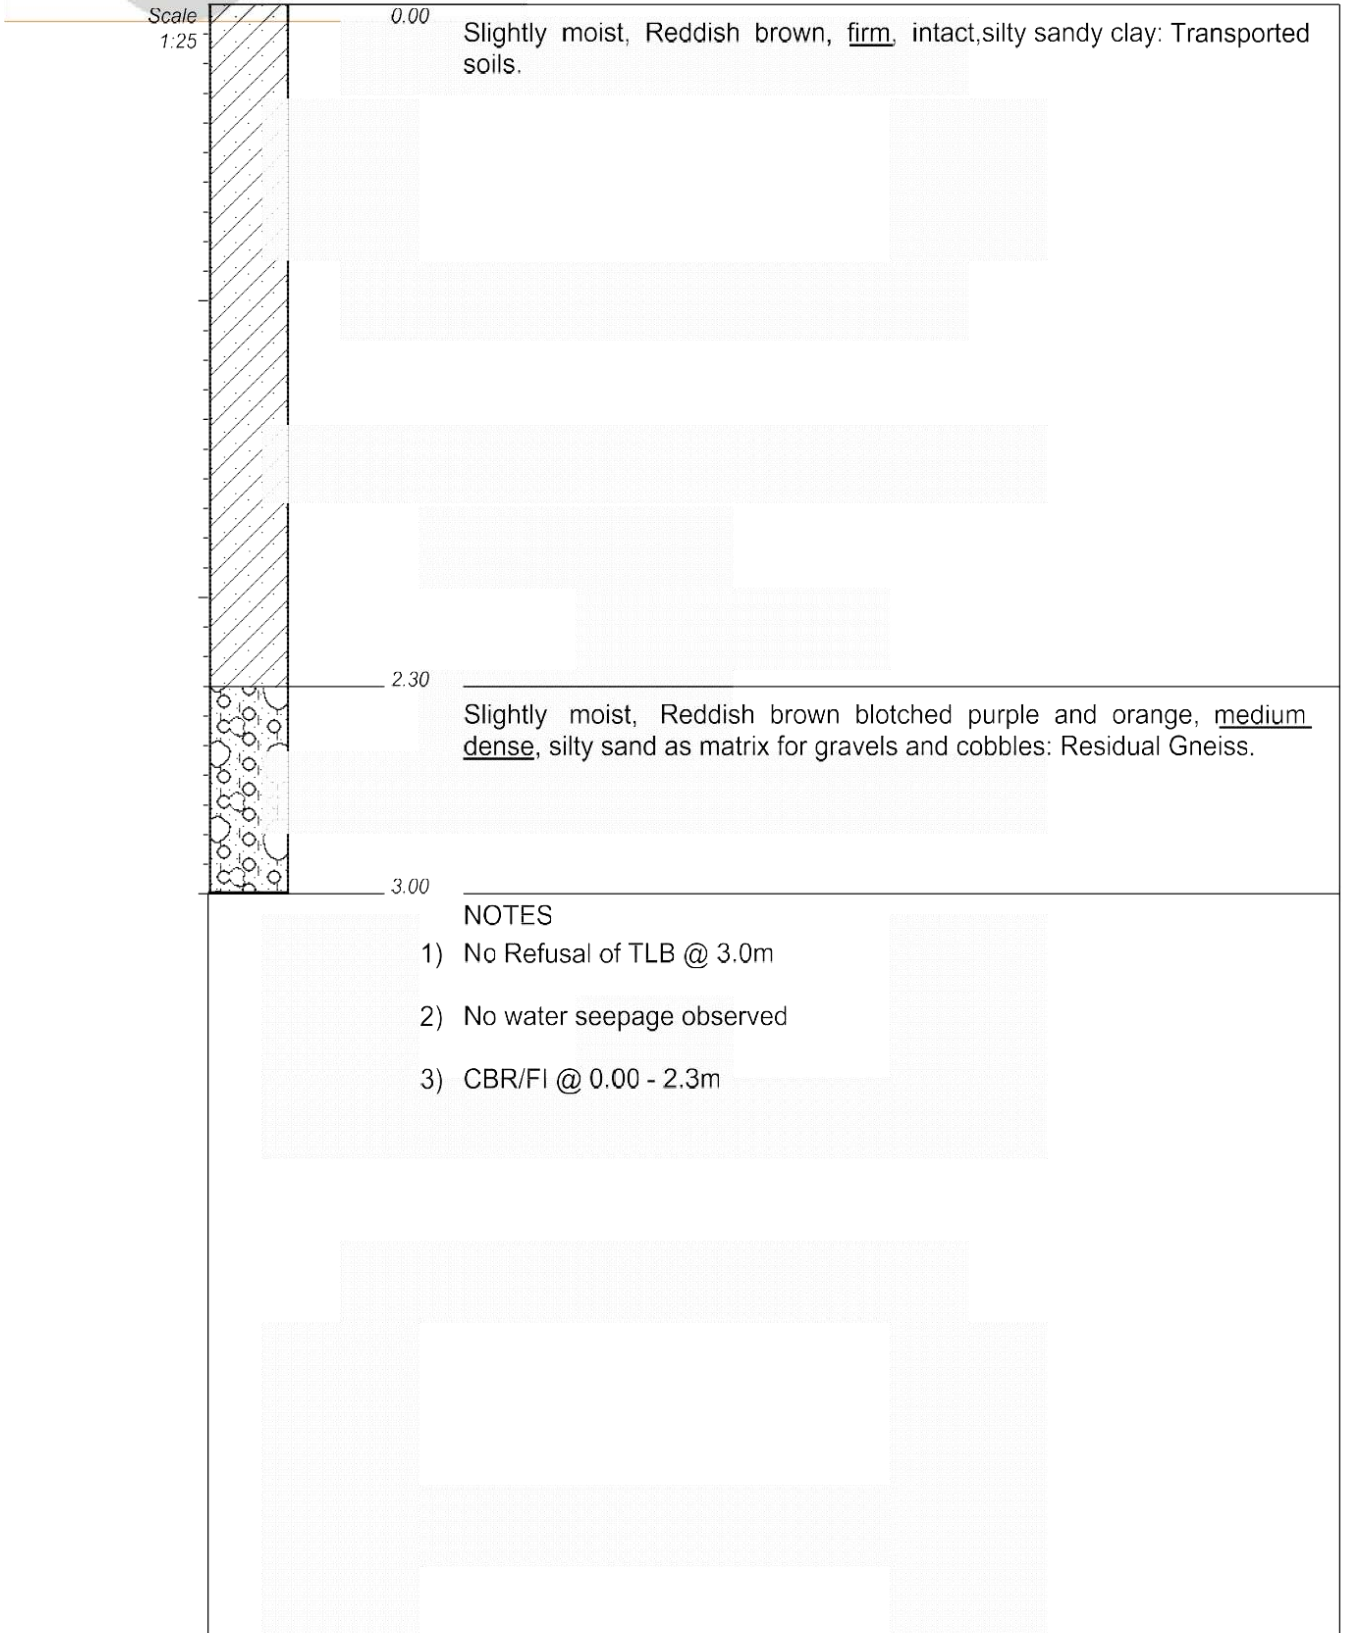 Scale
1:25
0.00
Slightly moist, Reddish brown, firm, intact,silty sandy clay: Transported
soils.
2.30
Slightly moist, Reddish brown blotched purple and orange, medium
dense, silty sand as matrix for gravels and cobbles: Residual Gneiss.
3.00
NOTES
1) No Refusal of TLB @ 3.0m
2) No water seepage observed
3) CBR/FI @ 0.00 - 2.3m